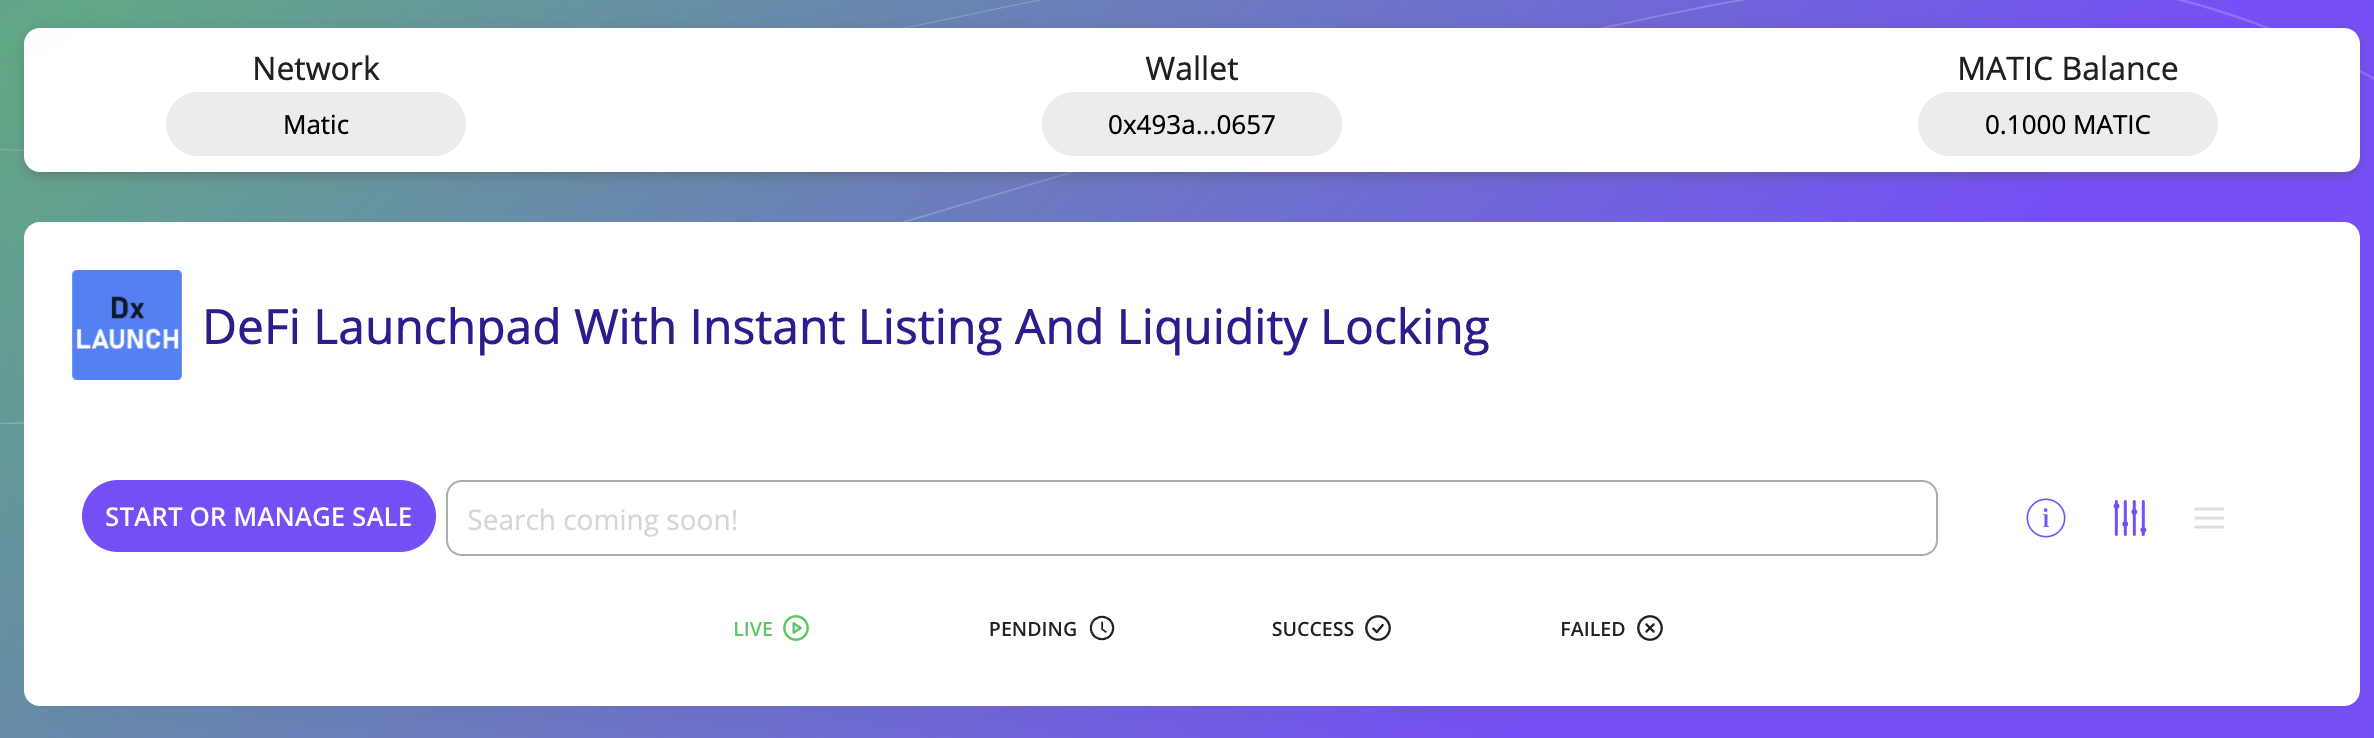 Network
Matic
Wallet
0x493a...0657
MATIC Balance
0.1000 MATIC
Dx
LAUNCH
DeFi Launchpad With Instant Listing And Liquidity Locking
START OR MANAGE SALE
Search coming soon!
i
LIVE
PENDING
SUCCESS
FAILED